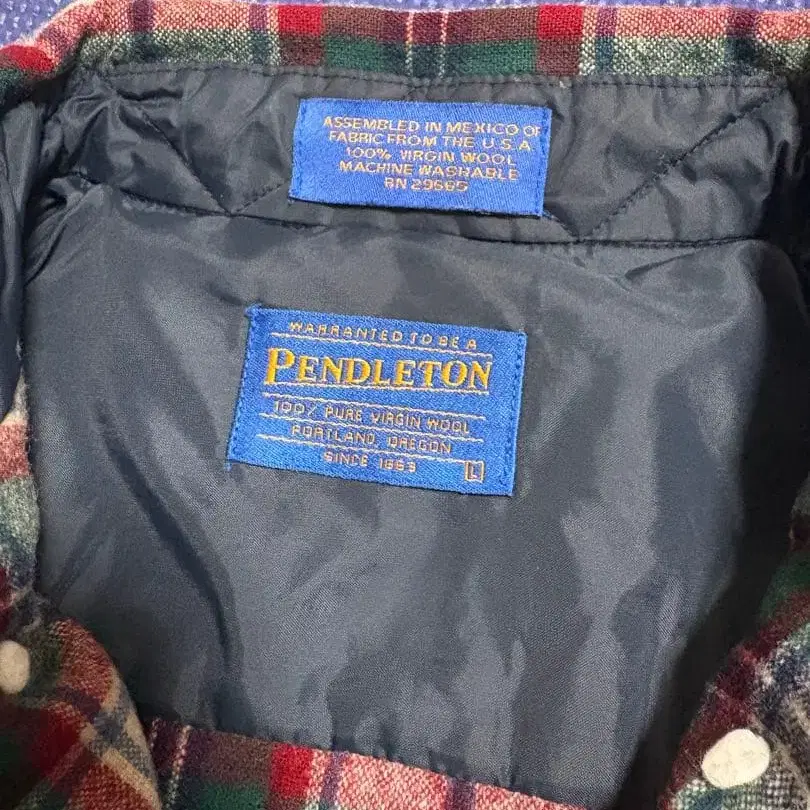 ASSEMBLED IN MEXICO OF
FABRIC FROM THE U.S.A.
100% VIRGIN WOOL
MACHINE WASHABLE
RN 29685
WARRANTED TO BE A
PENDLETON
100% PURE VIRGIN WOOL
PORTLAND, OREGON
SINCE 1863
L